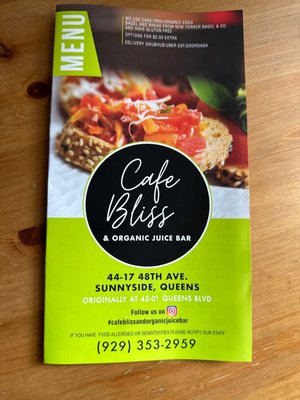 MENU
NO USE CAGE FREE/ORGANIC EGGS
BAGEL AND BREAD FROM NEW YORKER BAGEL & CO.
AND HAVE GLUTEN FREE
OPTIONS FOR $2.00 EXTRA
DELIVERY GRUBHUB/UBER EAT/DOORDASH
Cafe
Bliss
& ORGANIC JUICE BAR
44-17 48TH AVE.
SUNNYSIDE, QUEENS
ORIGINALLY AT 45-01 QUEENS BLVD
Follow us on
#cafeblissandorganicjuicebar
IF YOU HAVE FOOD ALLERGIES OR SENSITIVITIES PLEASE NOTIFY OUR STAFF
(929) 353-2959